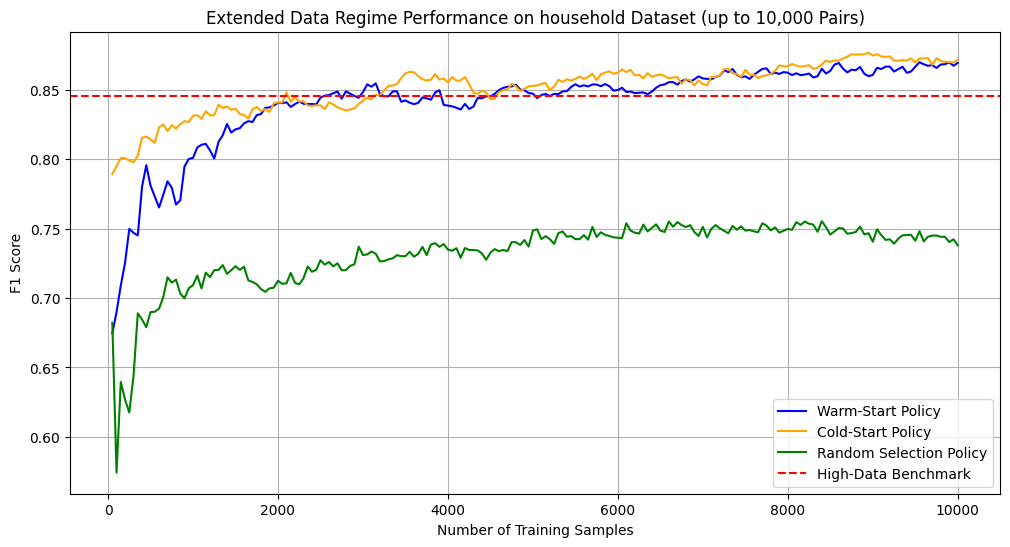 Extended Data Regime Performance on household Dataset (up to 10,000 Pairs)
F1 Score
0.85
0.80
0.75
0.70
0.65
0.60
0
2000
4000
6000
8000
10000
Number of Training Samples
Warm-Start Policy
Cold-Start Policy
Random Selection Policy
High-Data Benchmark